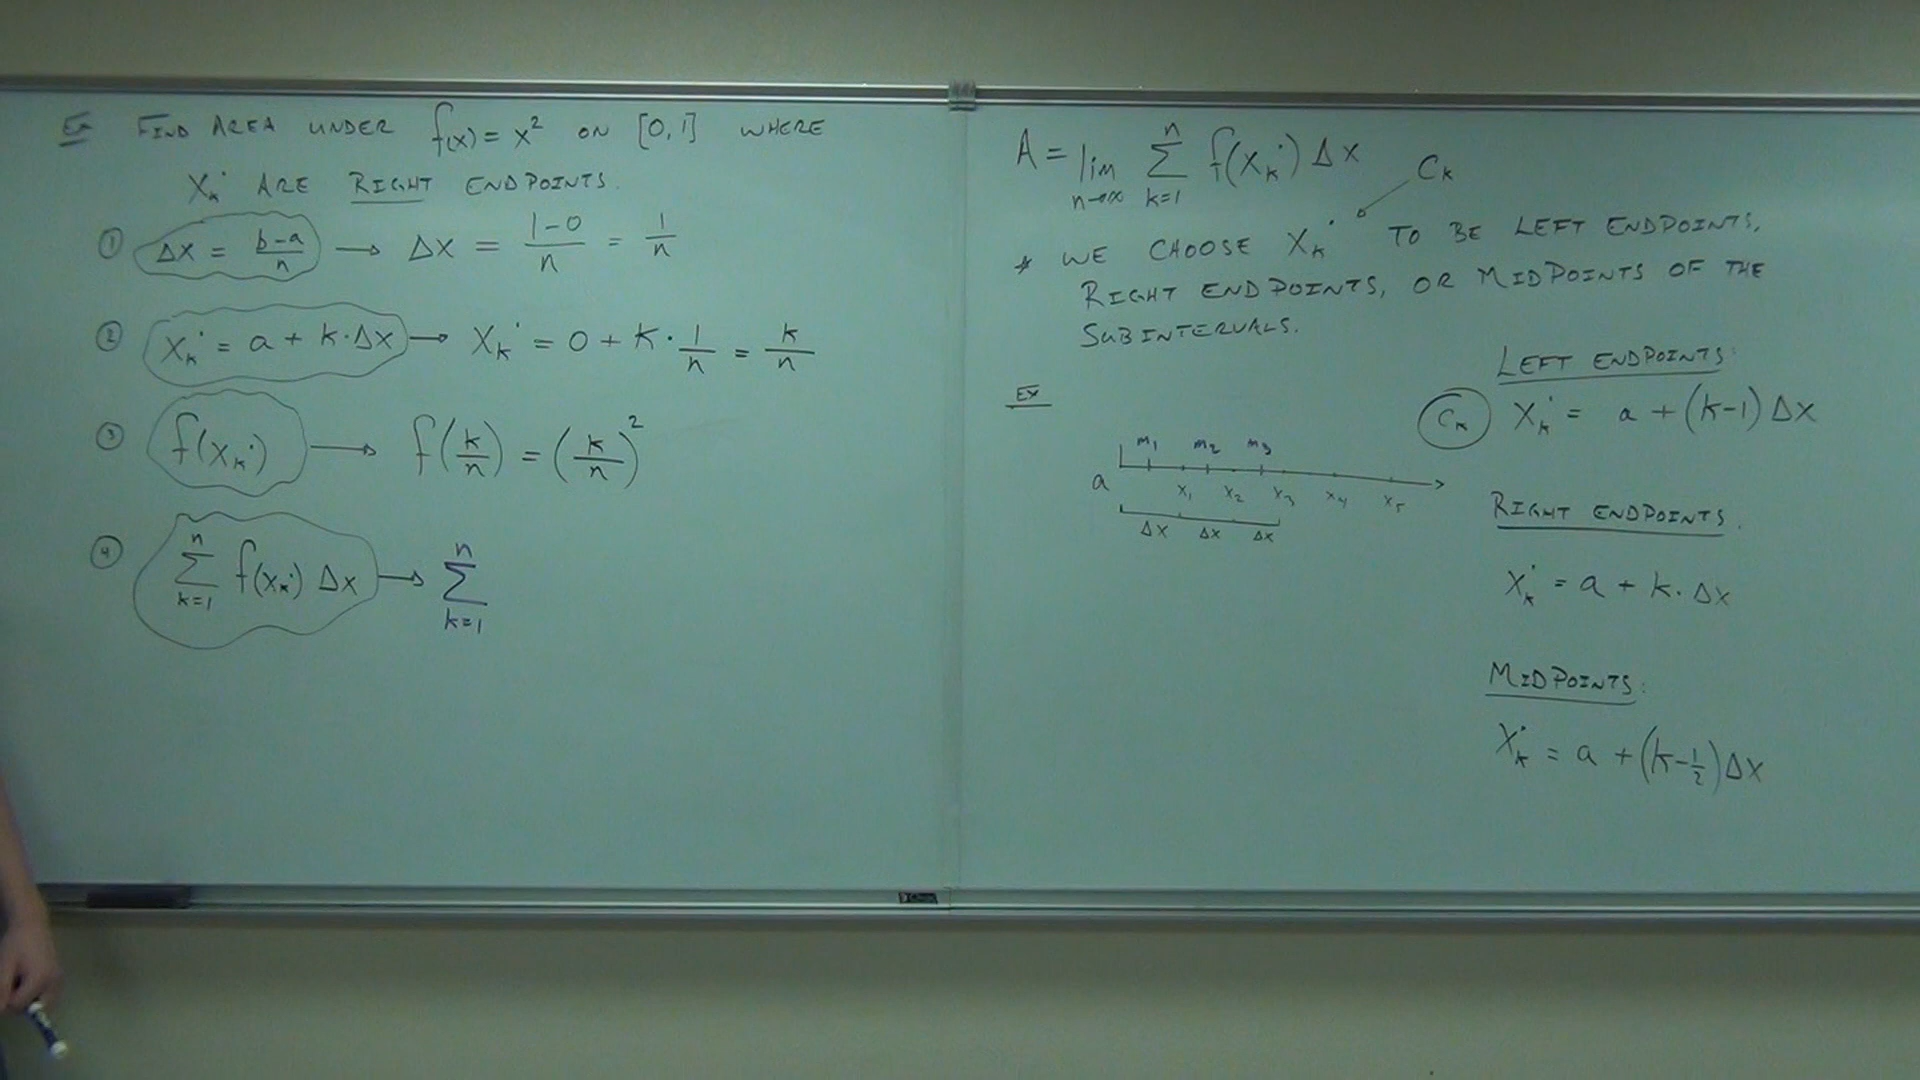 Ex FIND AREA UNDER f(x) = x² ON [0,1] WHERE
Xₖ* ARE RIGHT ENDPOINTS.
① Δx = (b-a)/n → Δx = (1-0)/n = 1/n
② Xₖ* = a + k·Δx → Xₖ* = 0 + k·1/n = k/n
③ f(xₖ*) → f(k/n) = (k/n)²
④ n∑k=1 f(xₖ*) Δx → n∑k=1
A = lim n→∞ n∑k=1 f(xₖ*) Δx Cₖ
* WE CHOOSE Xₖ* TO BE LEFT ENDPOINTS,
RIGHT ENDPOINTS, OR MIDPOINTS OF THE
SUBINTERVALS.
EX
m₁ m₂ m₃
a x₁ x₂ x₃ x₄ x₅
Δx Δx Δx
LEFT ENDPOINTS:
Cₖ Xₖ* = a + (k-1) Δx
RIGHT ENDPOINTS.
Xₖ* = a + k·Δx
MIDPOINTS:
Xₖ* = a + (k-½)Δx